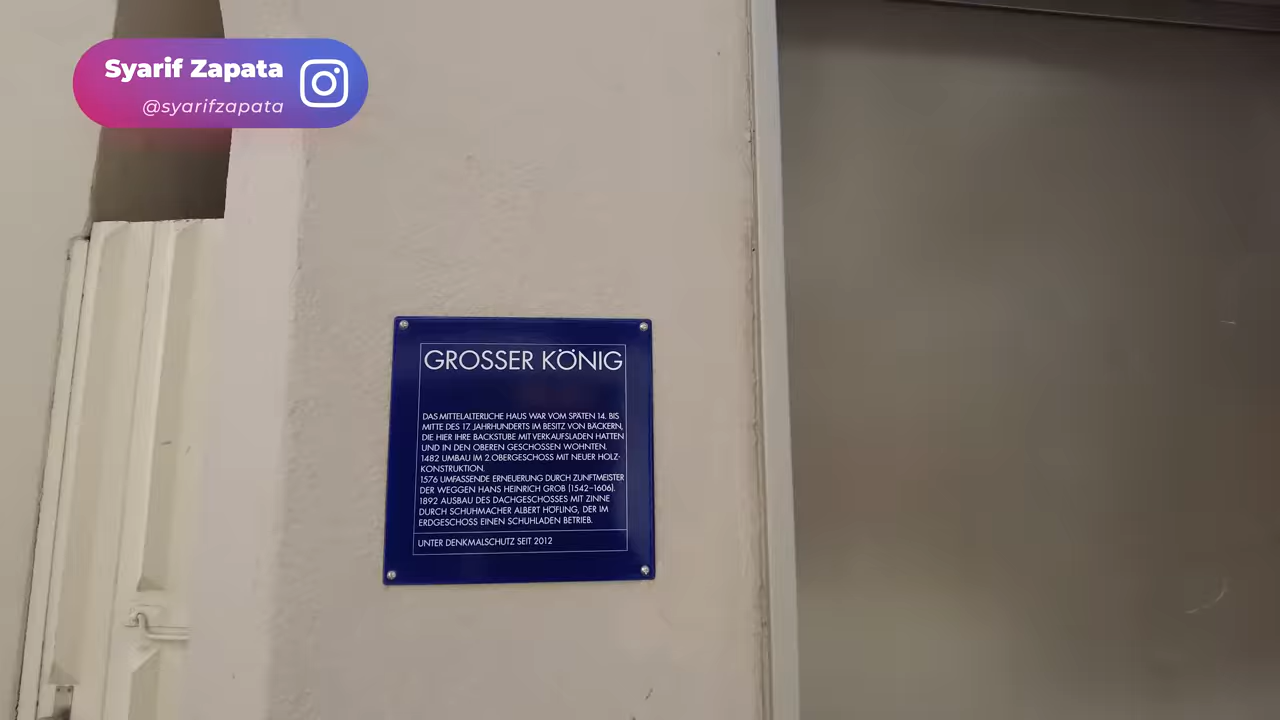 Syarif Zapata
@syarifzapata
GROSSER KÖNIG
DAS MITTELALTERLICHE HAUS WAR VOM SPÄTEN 14. BIS
MITTE DES 17. JAHRHUNDERTS IM BESITZ VON BÄCKERN,
DIE HIER IHRE BACKSTUBE MIT VERKAUFSLADEN HATTEN
UND IN DEN OBEREN GESCHOSSEN WOHNTEN.
1482 UMBAU IM 2.OBERGESCHOSS MIT NEUER HOLZ-
KONSTRUKTION.
1576 UMFASSENDE ERNEUERUNG DURCH ZUNFTMEISTER
DER WEGGEN HANS HEINRICH GROB (1542–1606).
1892 AUSBAU DES DACHGESCHOSSES MIT ZINNE
DURCH SCHUHMACHER ALBERT HÖFLING, DER IM
ERDGESCHOSS EINEN SCHUHLADEN BETRIEB.
UNTER DENKMALSCHUTZ SEIT 2012